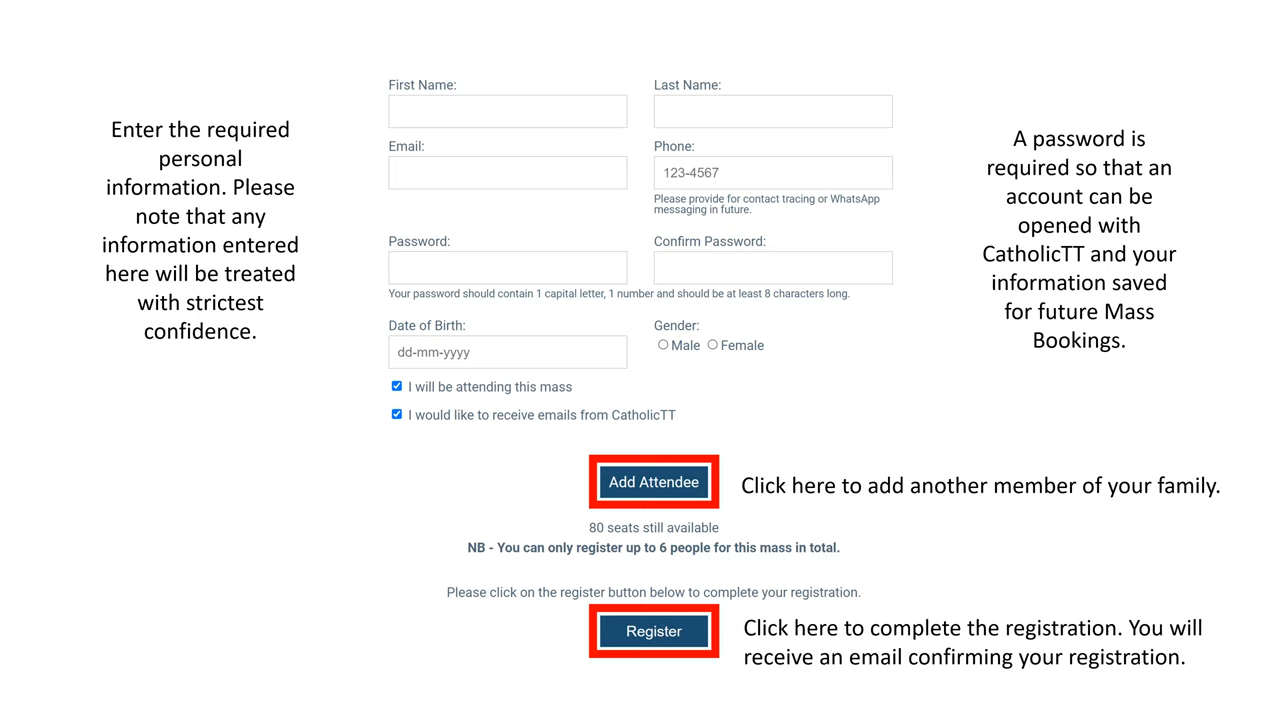 Enter the required
personal
information. Please
note that any
information entered
here will be treated
with strictest
confidence.
First Name:
Last Name:
Email:
Phone:
123-4567
Please provide for contact tracing or WhatsApp
messaging in future.
Password:
Confirm Password:
Your password should contain 1 capital letter, 1 number and should be at least 8 characters long.
Date of Birth:
Gender:
dd-mm-yyyy
Male Female
I will be attending this mass
I would like to receive emails from CatholicTT
A password is
required so that an
account can be
opened with
CatholicTT and your
information saved
for future Mass
Bookings.
Add Attendee
Click here to add another member of your family.
80 seats still available
NB - You can only register up to 6 people for this mass in total.
Please click on the register button below to complete your registration.
Register
Click here to complete the registration. You will
receive an email confirming your registration.